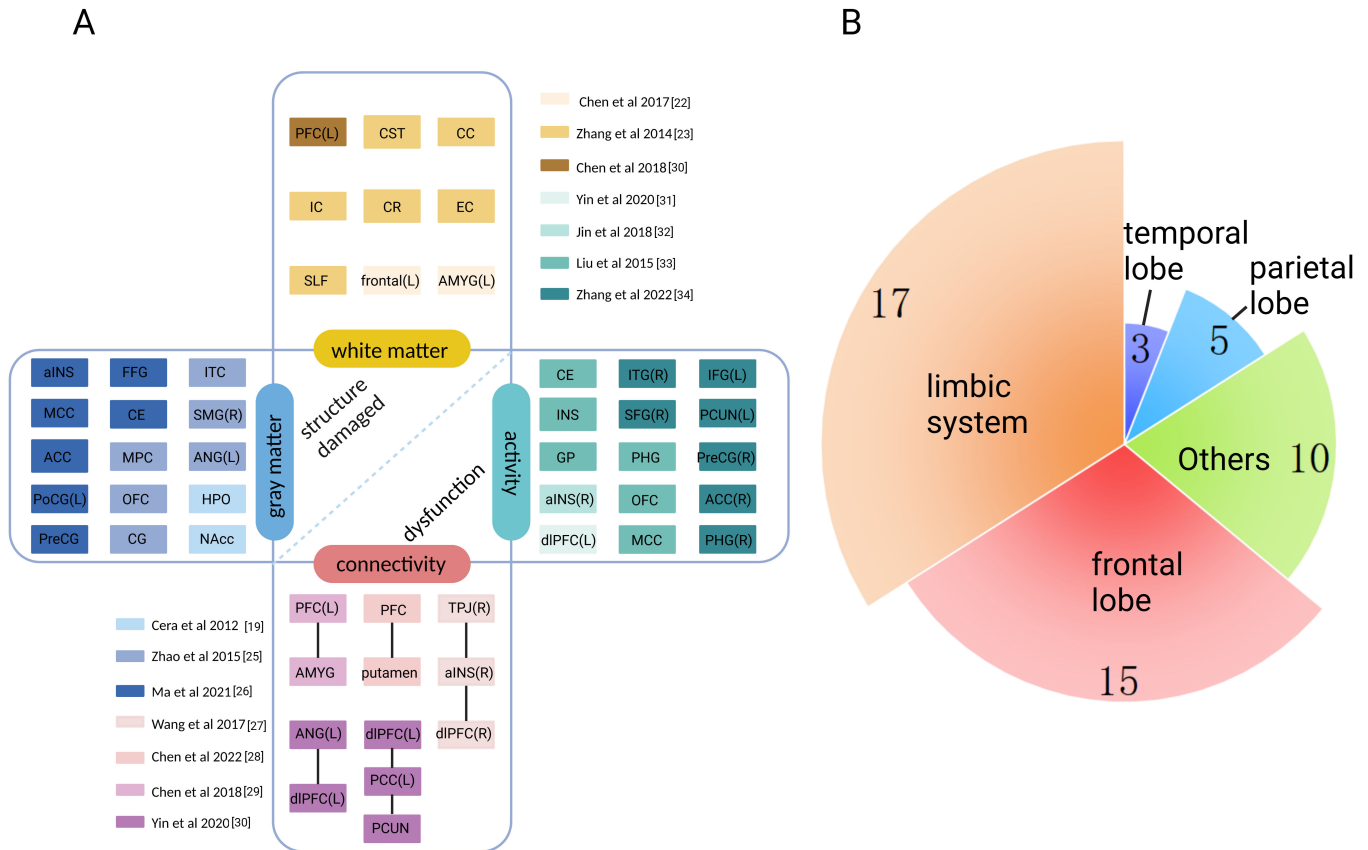 A
PFC(L) CST CC
IC CR EC
SLF frontal(L) AMYG(L)
white matter
Chen et al 2017[22]
Zhang et al 2014[23]
Chen et al 2018[30]
Yin et al 2020[31]
Jin et al 2018[32]
Liu et al 2015[33]
Zhang et al 2022[34]
aINS FFG ITC
MCC CE SMG(R)
ACC MPC ANG(L)
PoCG(L) OFC HPO
PreCG CG NAcc
gray matter
structure
damaged
dysfunction
activity
CE ITG(R) IFG(L)
INS SFG(R) PCUN(L)
GP PHG PreCG(R)
aINS(R) OFC ACC(R)
dlPFC(L) MCC PHG(R)
connectivity
PFC(L) PFC TPJ(R)
AMYG putamen aINS(R)
ANG(L) dlPFC(L) dlPFC(R)
PCC(L)
dlPFC(L)
PCUN
Cera et al 2012 [19]
Zhao et al 2015[25]
Ma et al 2021[26]
Wang et al 2017[27]
Chen et al 2022[28]
Chen et al 2018[29]
Yin et al 2020[30]
B
temporal
lobe
3
parietal
lobe
5
17
limbic
system
Others 10
frontal
lobe
15